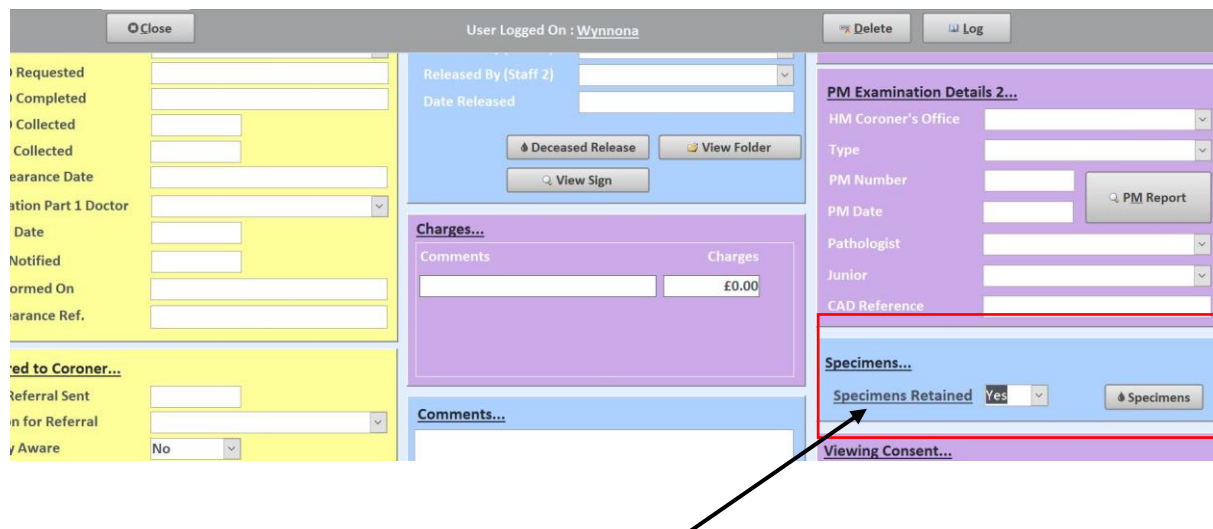 Close
User Logged On : Wynnona
Delete
Log
Requested
Completed
Collected
Collected
earance Date
ation Part 1 Doctor
Date
Notified
ormed On
earance Ref.
red to Coroner...
Referral Sent
n for Referral
y Aware
No
Released By (Staff 2)
Date Released
Deceased Release
View Folder
View Sign
Charges...
Comments Charges
£0.00
Comments...
PM Examination Details 2...
HM Coroner's Office
Type
PM Number
PM Date
PM Report
Pathologist
Junior
CAD Reference
Specimens...
Specimens Retained Yes
Specimens
Viewing Consent...